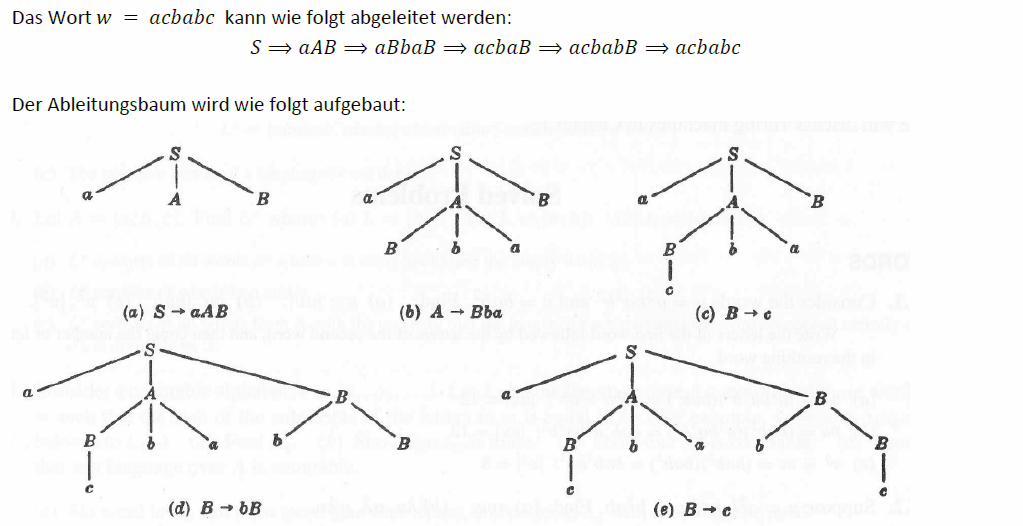 Das Wort w = acbabc kann wie folgt abgeleitet werden:
S ⟹ aAB ⟹ aBbaB ⟹ acbaB ⟹ acbabB ⟹ acbabc
Der Ableitungsbaum wird wie folgt aufgebaut:
S S S
a A B a A B a A B
B b a B b a
c
(a) S → aAB (b) A → Bba (c) B → c
S S
a A B a A B
B b a b B B b a b B
c c c
(d) B → bB (e) B → c